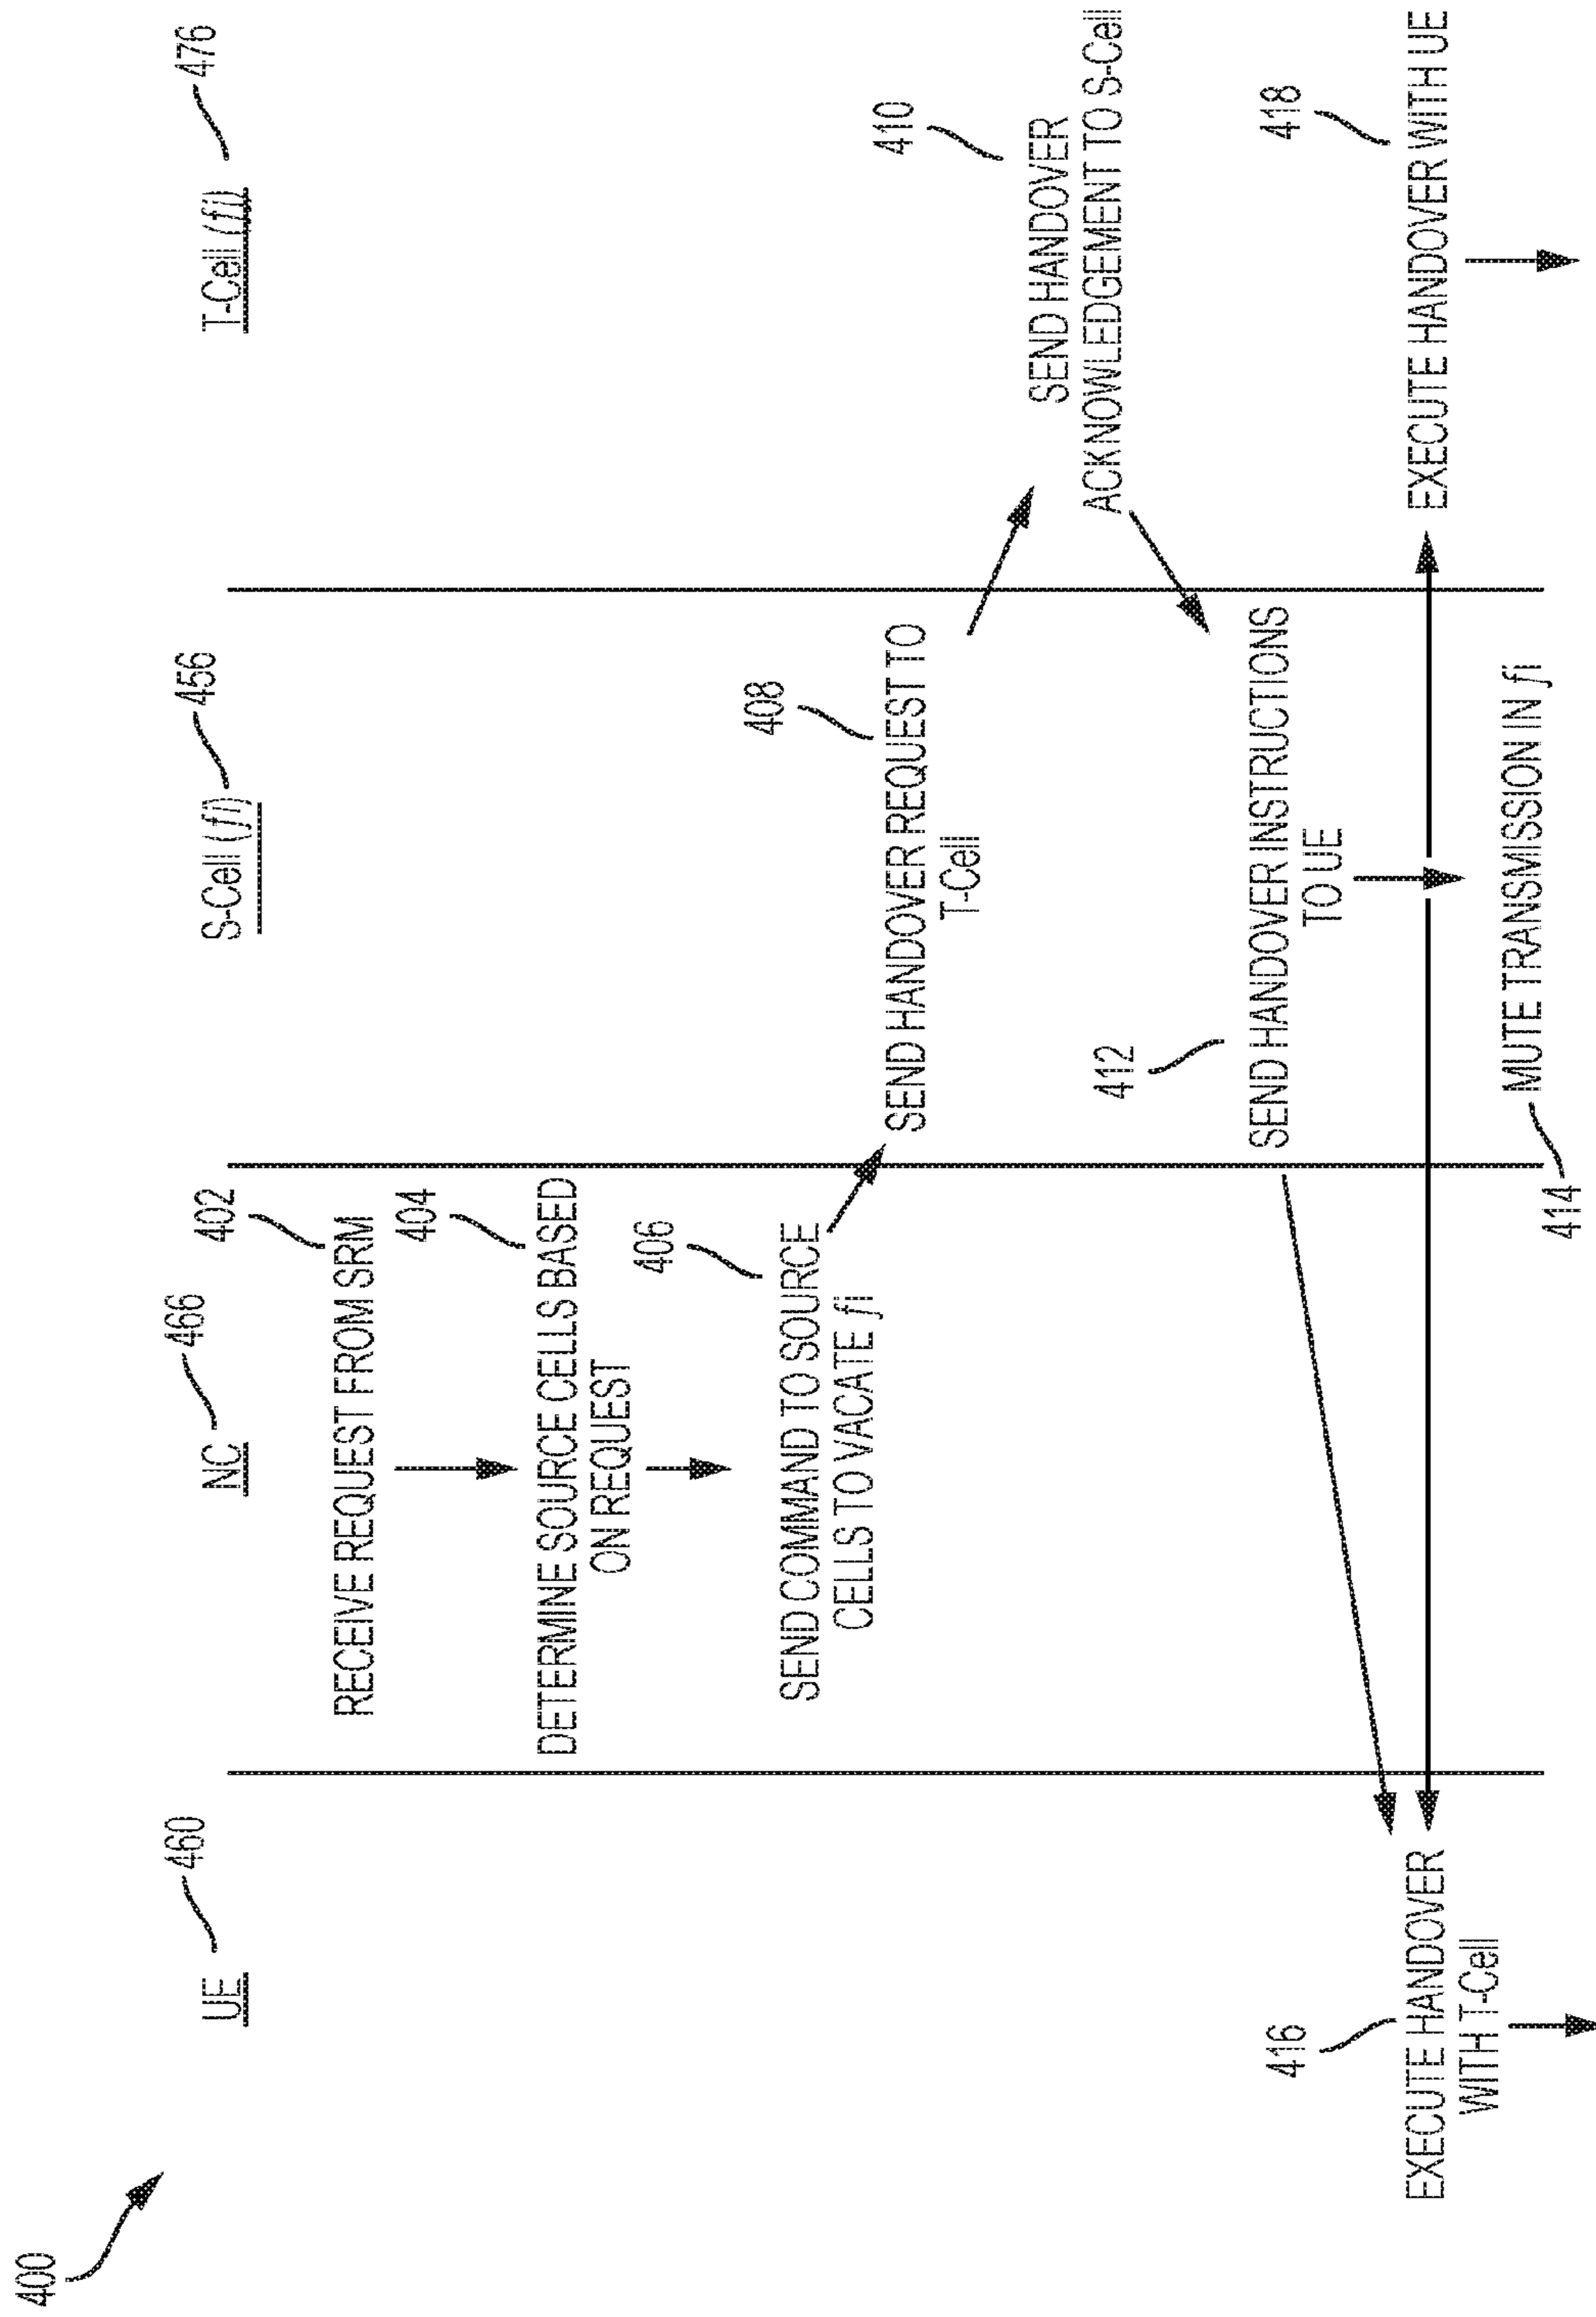 400
UE 460
NC 466
S-Cell (fi) 456
T-Cell (fj) 476
402
RECEIVE REQUEST FROM SRM
404
DETERMINE SOURCE CELLS BASED
ON REQUEST
406
SEND COMMAND TO SOURCE
CELLS TO VACATE fi
408
SEND HANDOVER REQUEST TO
T-Cell
410
SEND HANDOVER
ACKNOWLEDGEMENT TO S-Cell
412
SEND HANDOVER INSTRUCTIONS
TO UE
416
EXECUTE HANDOVER
WITH T-Cell
418
EXECUTE HANDOVER WITH UE
414
MUTE TRANSMISSION IN fi